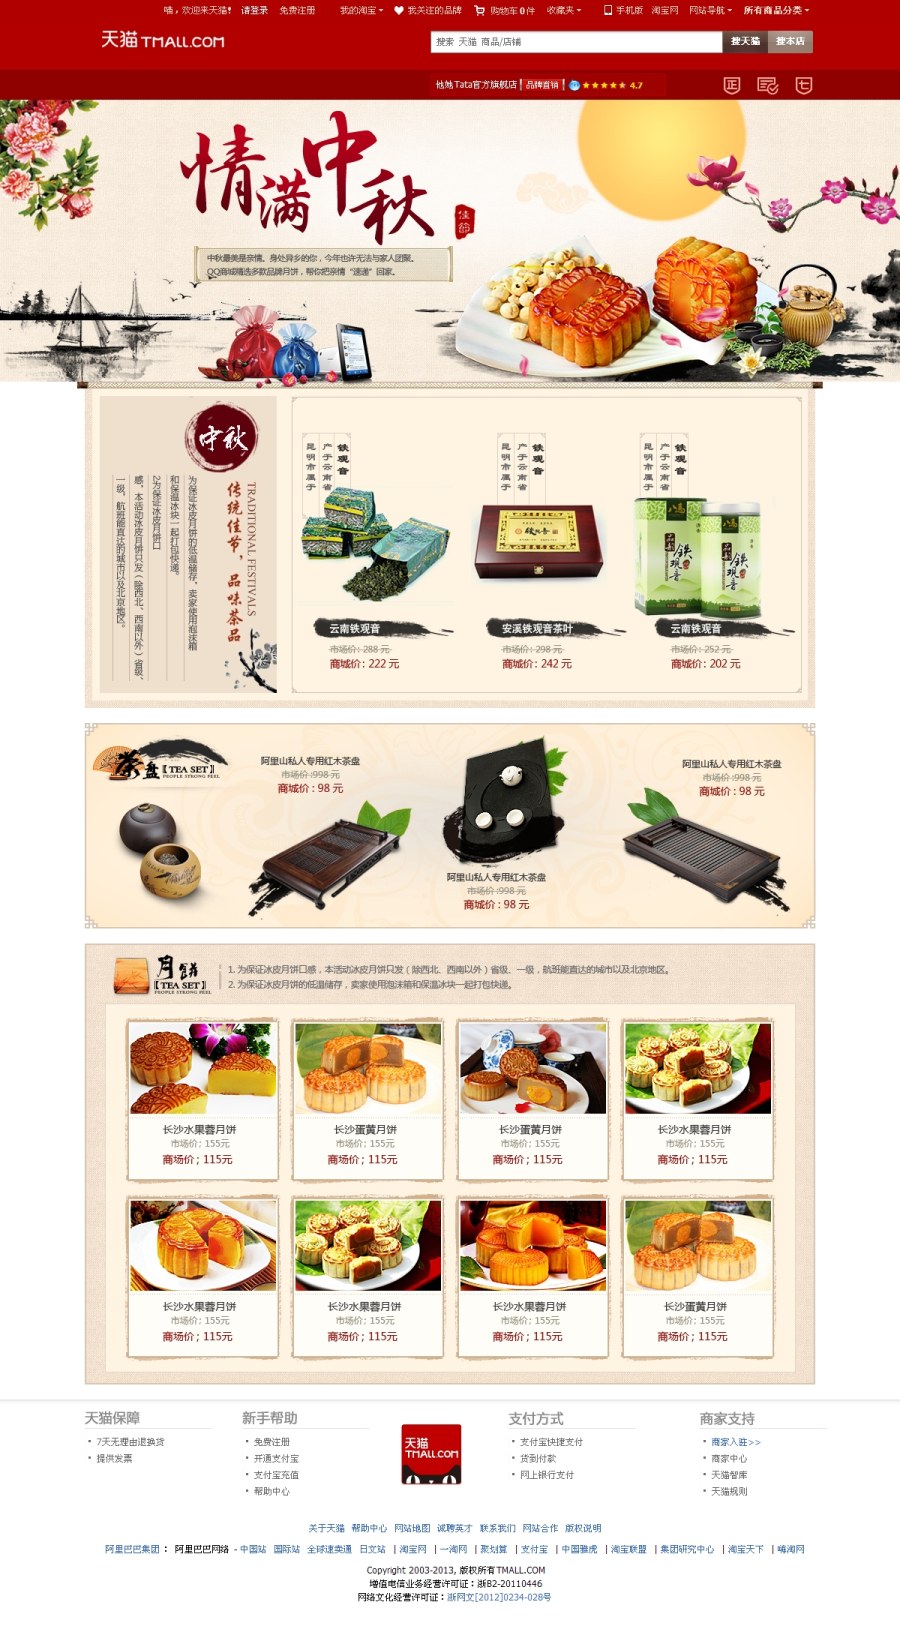 喵，欢迎来天猫！ 请登录 免费注册 我的淘宝 我关注的品牌 购物车0件 收藏夹 手机版 淘宝网 网站导航 所有商品分类
天猫TMALL.COM
搜索 天猫 商品/店铺 搜天猫 搜本店
他她Tata官方旗舰店 品牌直销 4.7
正 七
情满中秋
佳节
中秋最美是亲情。身处异乡的你，今年也许无法与家人团聚。
QQ商城精选多款品牌月饼，帮你把亲情“速递”回家。
中秋
TRADITIONAL FESTIVALS
传统佳节，品味茶品
为保证冰皮月饼的低温储存，卖家使用泡沫箱
和保温冰块一起打包快递。
2.为保证冰皮月饼口
感，本活动冰皮月饼只发（除西北、西南以外）省级、
一级，航班能直达的城市以及北京地区。
铁观音
产于云南省
昆明市属于
铁观音
产于云南省
昆明市属于
铁观音
产于云南省
昆明市属于
八马
铁观音
云南铁观音
市场价: 288 元
商城价: 222 元
安溪铁观音茶叶
市场价: 298 元
商城价: 242 元
云南铁观音
市场价: 252 元
商城价: 202 元
茶盘【TEA SET】
PEOPLE STRONG FEEL
阿里山私人专用红木茶盘
市场价 :998 元
商城价 : 98 元
阿里山私人专用红木茶盘
市场价 :998 元
商城价 : 98 元
阿里山私人专用红木茶盘
市场价 :998 元
商城价 : 98 元
月饼
【TEA SET】
PEOPLE STRONG FEEL
1. 为保证冰皮月饼口感，本活动冰皮月饼只发（除西北、西南以外）省级、一级，航班能直达的城市以及北京地区。
2. 为保证冰皮月饼的低温储存，卖家使用泡沫箱和保温冰块一起打包快递。
长沙水果蓉月饼
市场价; 155元
商场价; 115元
长沙蛋黄月饼
市场价; 155元
商场价; 115元
长沙蛋黄月饼
市场价; 155元
商场价; 115元
长沙水果蓉月饼
市场价; 155元
商场价; 115元
长沙水果蓉月饼
市场价; 155元
商场价; 115元
长沙水果蓉月饼
市场价; 155元
商场价; 115元
长沙水果蓉月饼
市场价; 155元
商场价; 115元
长沙蛋黄月饼
市场价; 155元
商场价; 115元
天猫保障
7天无理由退换货
提供发票
新手帮助
免费注册
开通支付宝
支付宝充值
帮助中心
天猫
TMALL.COM
支付方式
支付宝快捷支付
货到付款
网上银行支付
商家支持
商家入驻>>
商家中心
天猫智库
天猫规则
关于天猫 帮助中心 网站地图 诚聘英才 联系我们 网站合作 版权说明
阿里巴巴集团： 阿里巴巴网络 - 中国站 国际站 全球速卖通 日文站 | 淘宝网 | 一淘网 | 聚划算 | 支付宝 | 中国雅虎 | 淘宝联盟 | 集团研究中心 | 淘宝天下 | 嗨淘网
Copyright 2003-2013, 版权所有 TMALL.COM
增值电信业务经营许可证：浙B2-20110446
网络文化经营许可证：浙网文[2012]0234-028号